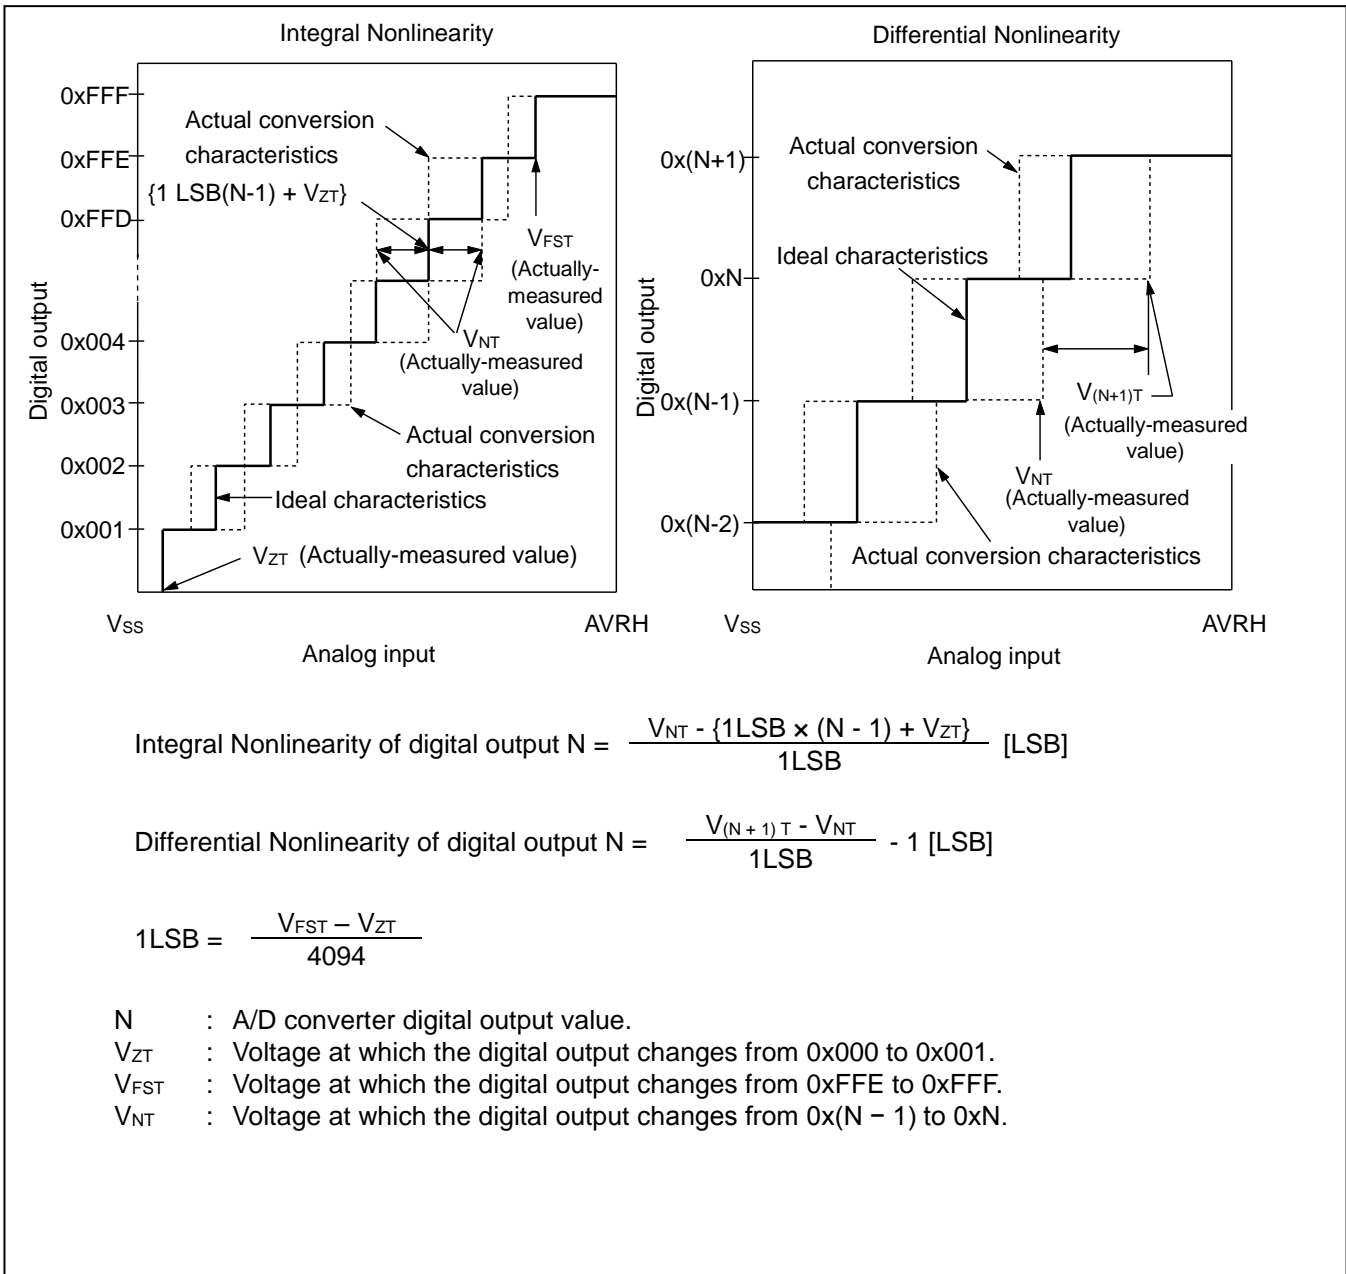 Integral Nonlinearity
0xFFF
0xFFE
0xFFD
0x004
0x003
0x002
0x001
Digital output
Actual conversion
characteristics
{1 LSB(N-1) + VZT}
VFST
(Actually-
measured
value)
VNT
(Actually-measured
value)
Actual conversion
characteristics
Ideal characteristics
VZT (Actually-measured value)
VSS
AVRH
Analog input
Differential Nonlinearity
0x(N+1)
0xN
0x(N-1)
0x(N-2)
Digital output
Actual conversion
characteristics
Ideal characteristics
V(N+1)T
(Actually-measured
value)
VNT
(Actually-measured
value)
Actual conversion characteristics
VSS
AVRH
Analog input
Integral Nonlinearity of digital output N = VNT - {1LSB × (N - 1) + VZT} / 1LSB [LSB]
Differential Nonlinearity of digital output N = V(N + 1) T - VNT / 1LSB - 1 [LSB]
1LSB = VFST – VZT / 4094
N : A/D converter digital output value.
VZT : Voltage at which the digital output changes from 0x000 to 0x001.
VFST : Voltage at which the digital output changes from 0xFFE to 0xFFF.
VNT : Voltage at which the digital output changes from 0x(N − 1) to 0xN.